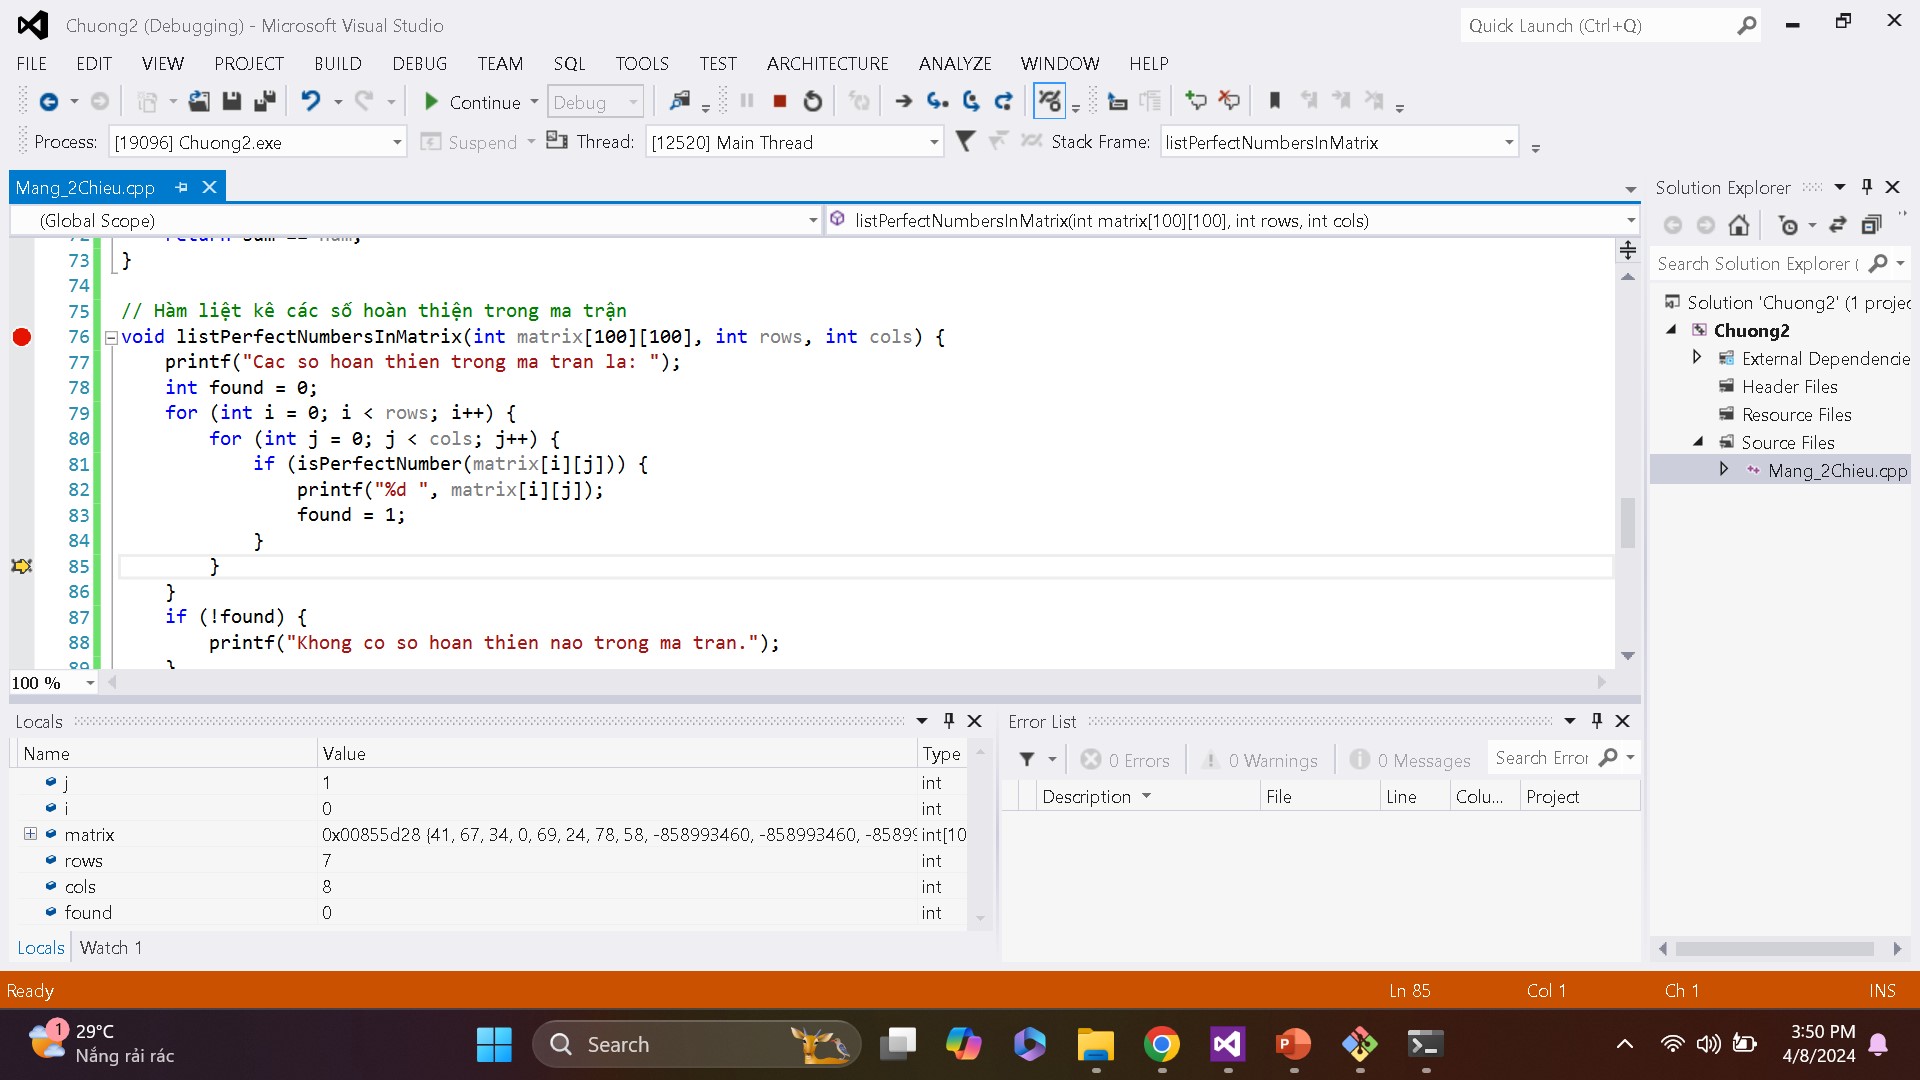 Chuong2 (Debugging) - Microsoft Visual Studio
Quick Launch (Ctrl+Q)
FILE EDIT VIEW PROJECT BUILD DEBUG TEAM SQL TOOLS TEST ARCHITECTURE ANALYZE WINDOW HELP
Continue Debug
Process: [19096] Chuong2.exe Suspend Thread: [12520] Main Thread Stack Frame: listPerfectNumbersInMatrix
Mang_2Chieu.cpp
(Global Scope) listPerfectNumbersInMatrix(int matrix[100][100], int rows, int cols)
72 return sum == num;
73 }
74
75 // Hàm liệt kê các số hoàn thiện trong ma trận
76 void listPerfectNumbersInMatrix(int matrix[100][100], int rows, int cols) {
77 printf("Cac so hoan thien trong ma tran la: ");
78 int found = 0;
79 for (int i = 0; i < rows; i++) {
80 for (int j = 0; j < cols; j++) {
81 if (isPerfectNumber(matrix[i][j])) {
82 printf("%d ", matrix[i][j]);
83 found = 1;
84 }
85 }
86 }
87 if (!found) {
88 printf("Khong co so hoan thien nao trong ma tran.");
89 }
100 %
Solution Explorer
Search Solution Explorer (
Solution 'Chuong2' (1 projec
Chuong2
External Dependencie
Header Files
Resource Files
Source Files
Mang_2Chieu.cpp
Locals
Name Value Type
j 1 int
i 0 int
matrix 0x00855d28 {41, 67, 34, 0, 69, 24, 78, 58, -858993460, -858993460, -8589 int[10
rows 7 int
cols 8 int
found 0 int
Locals Watch 1
Error List
0 Errors 0 Warnings 0 Messages Search Error
Description File Line Colu... Project
Ready Ln 85 Col 1 Ch 1 INS
1 29°C
Nắng rải rác
Search
3:50 PM
4/8/2024